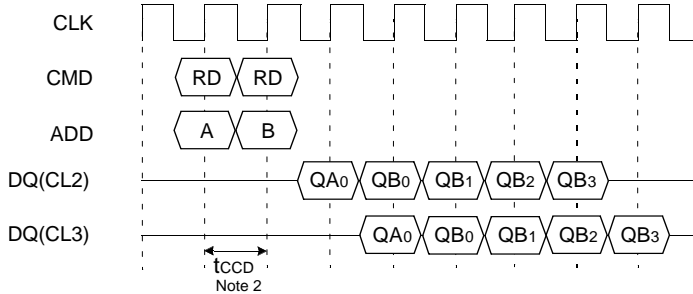 CLK
CMD RD RD
ADD A B
DQ(CL2) QA0 QB0 QB1 QB2 QB3
DQ(CL3) QA0 QB0 QB1 QB2 QB3
tCCD
Note 2